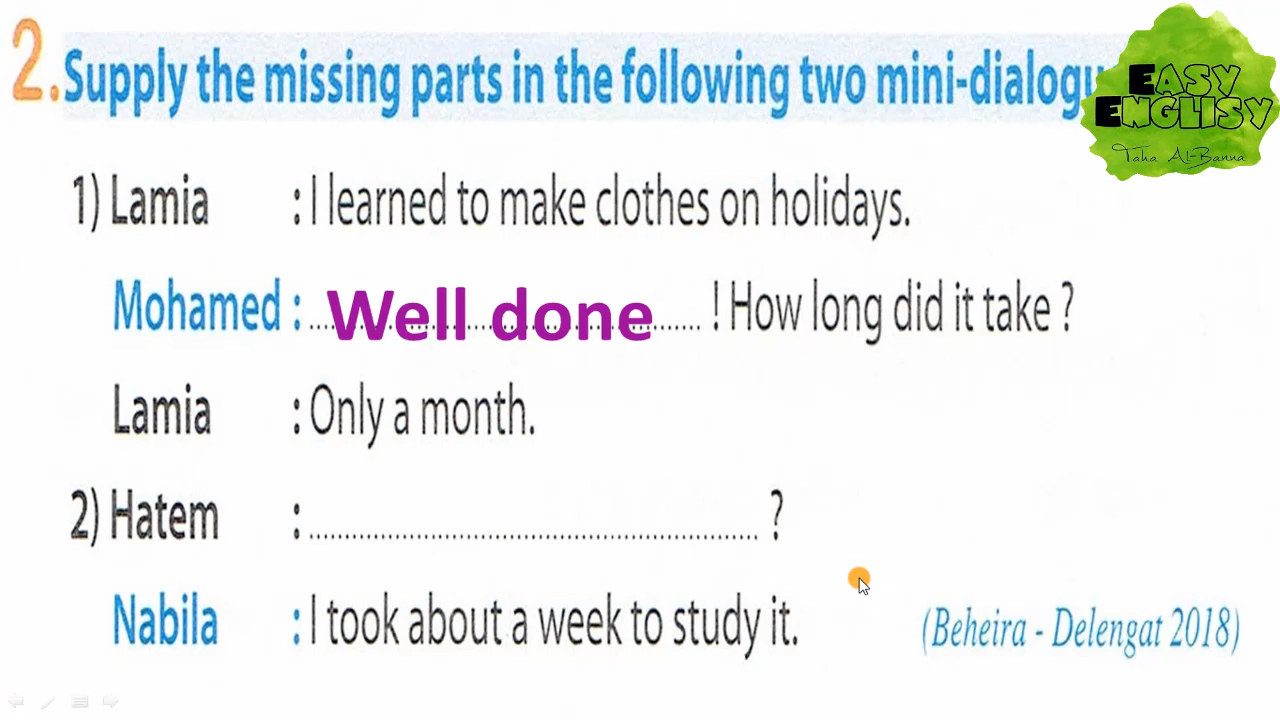 2. Supply the missing parts in the following two mini-dialogu
EASY
ENGLISY
Taha Al-Banna
1) Lamia : I learned to make clothes on holidays.
Mohamed : Well done ! How long did it take ?
Lamia : Only a month.
2) Hatem : ........................................ ?
Nabila : I took about a week to study it. (Beheira - Delengat 2018)